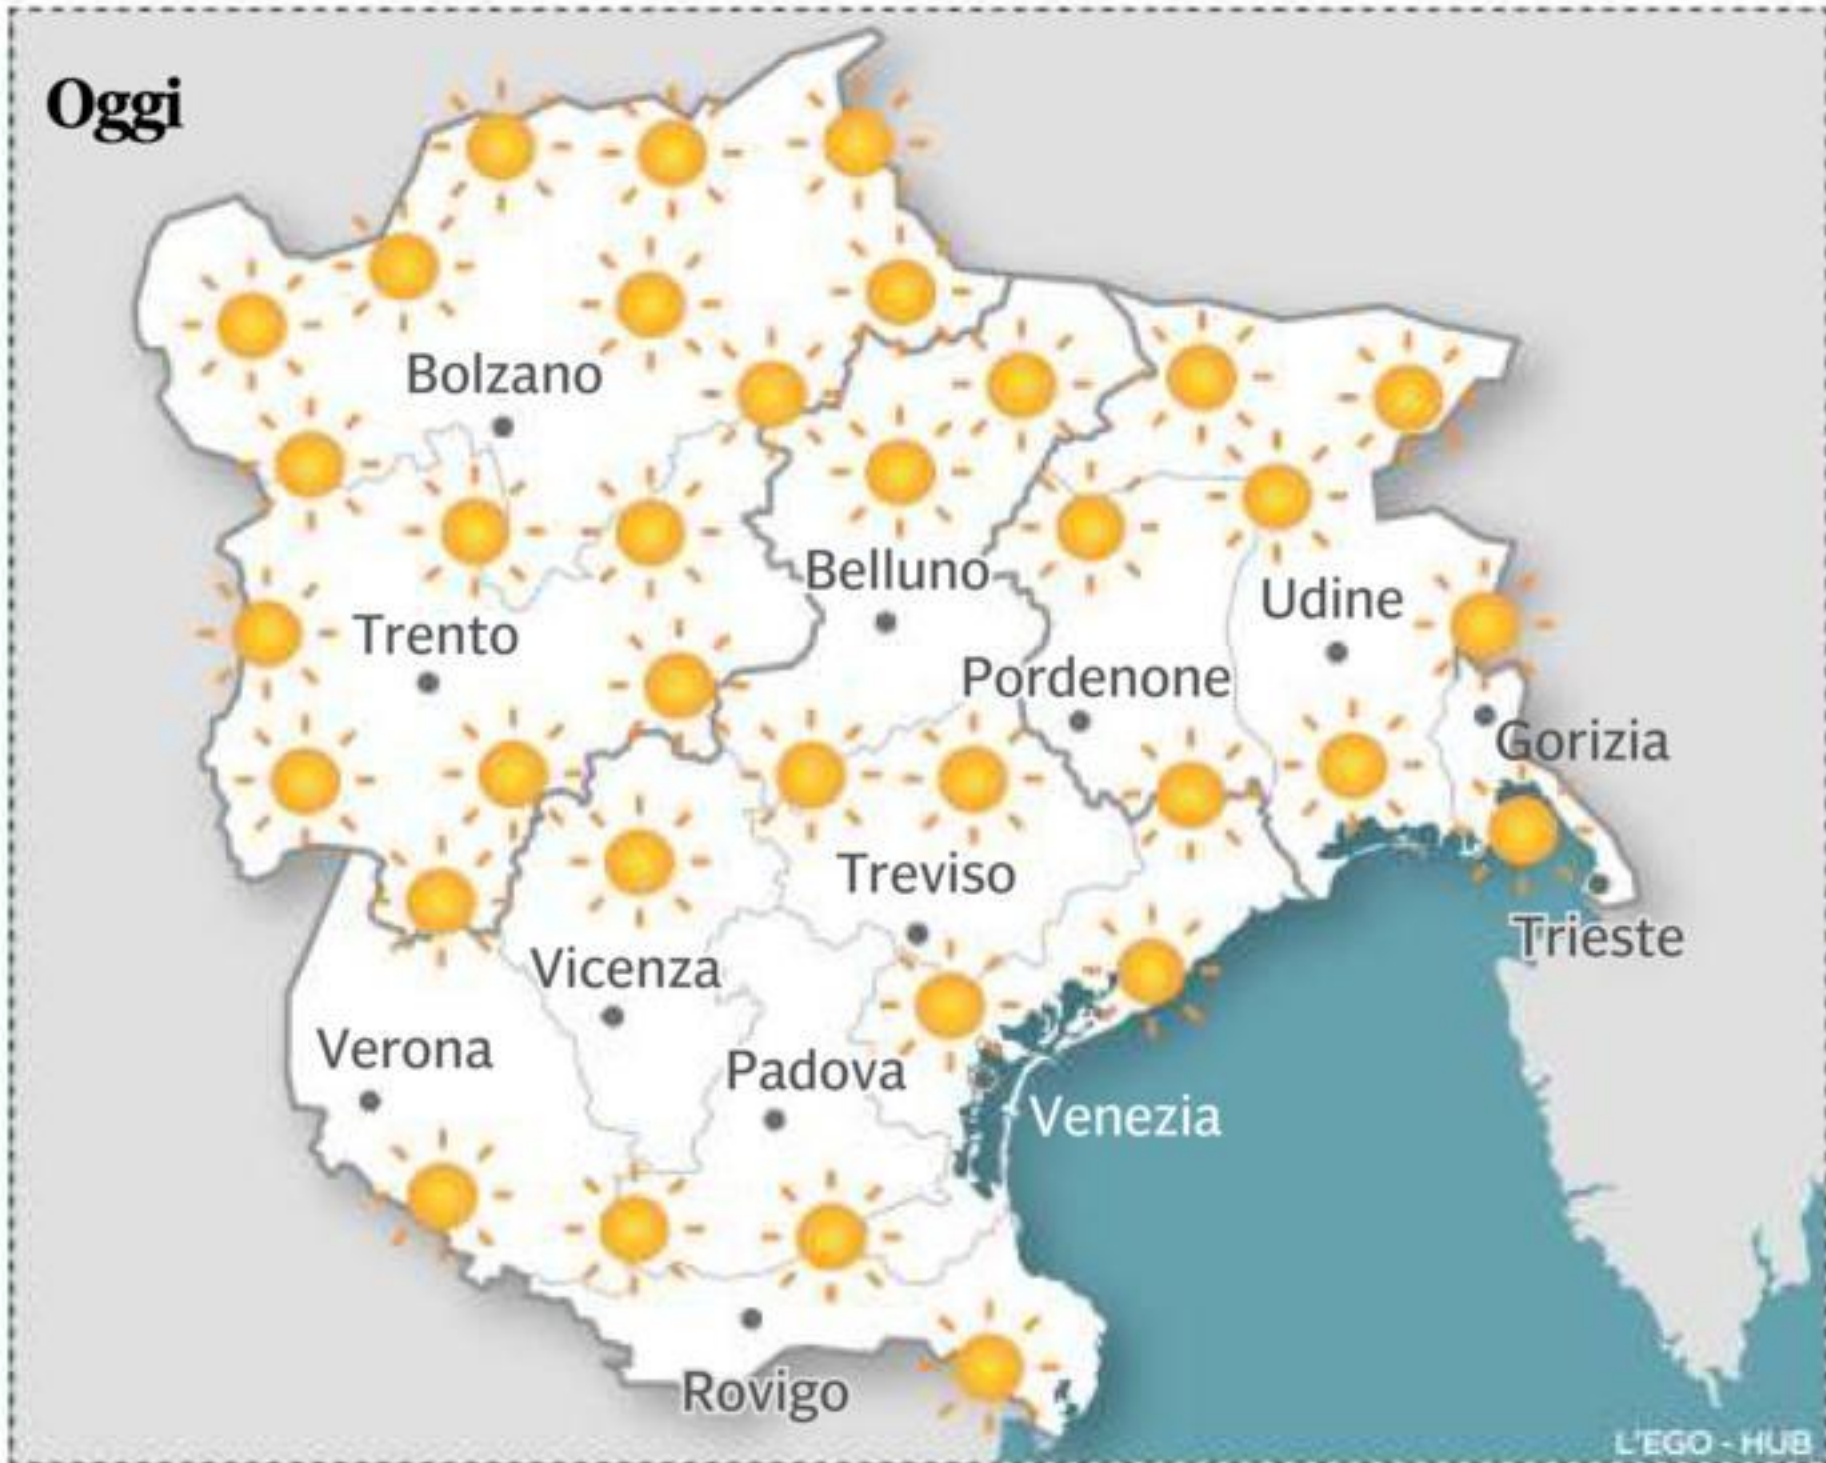 Oggi
Bolzano
Belluno
Udine
Trento
Pordenone
Gorizia
Treviso
Trieste
Vicenza
Verona
Padova
Venezia
Rovigo
L'EGO - HUB